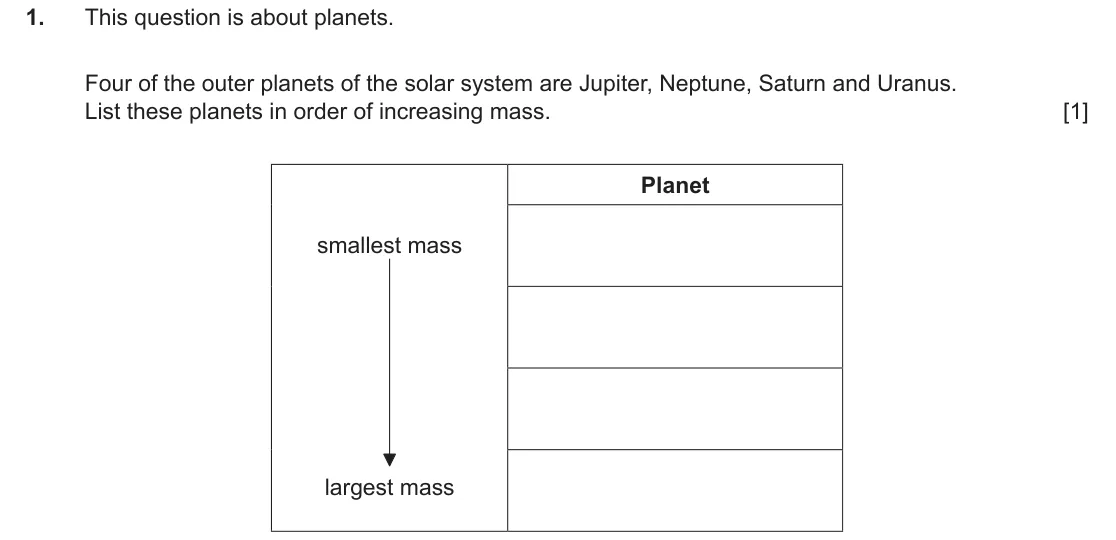 1. This question is about planets.
Four of the outer planets of the solar system are Jupiter, Neptune, Saturn and Uranus.
List these planets in order of increasing mass. [1]
Planet
smallest mass
largest mass